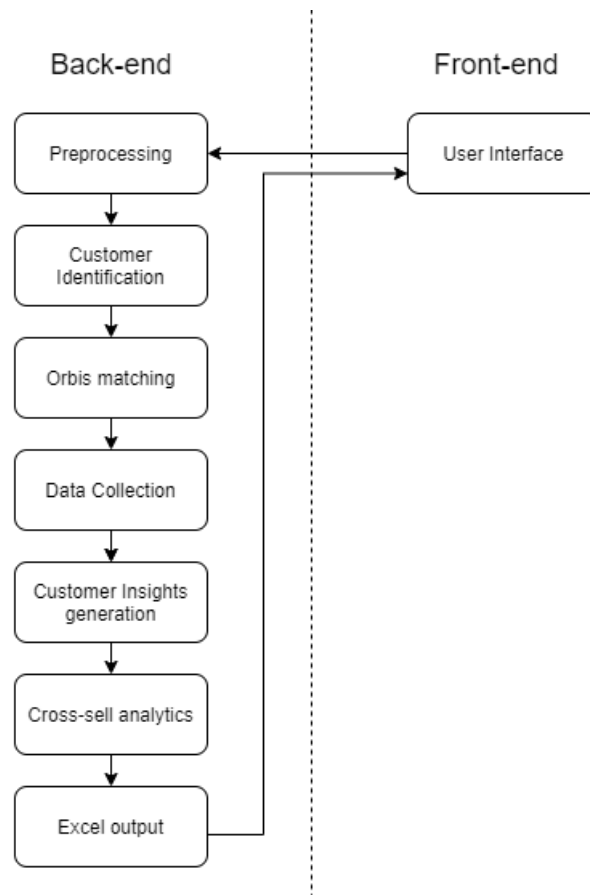 Back-end
Front-end
Preprocessing
User Interface
Customer
Identification
Orbis matching
Data Collection
Customer Insights
generation
Cross-sell analytics
Excel output